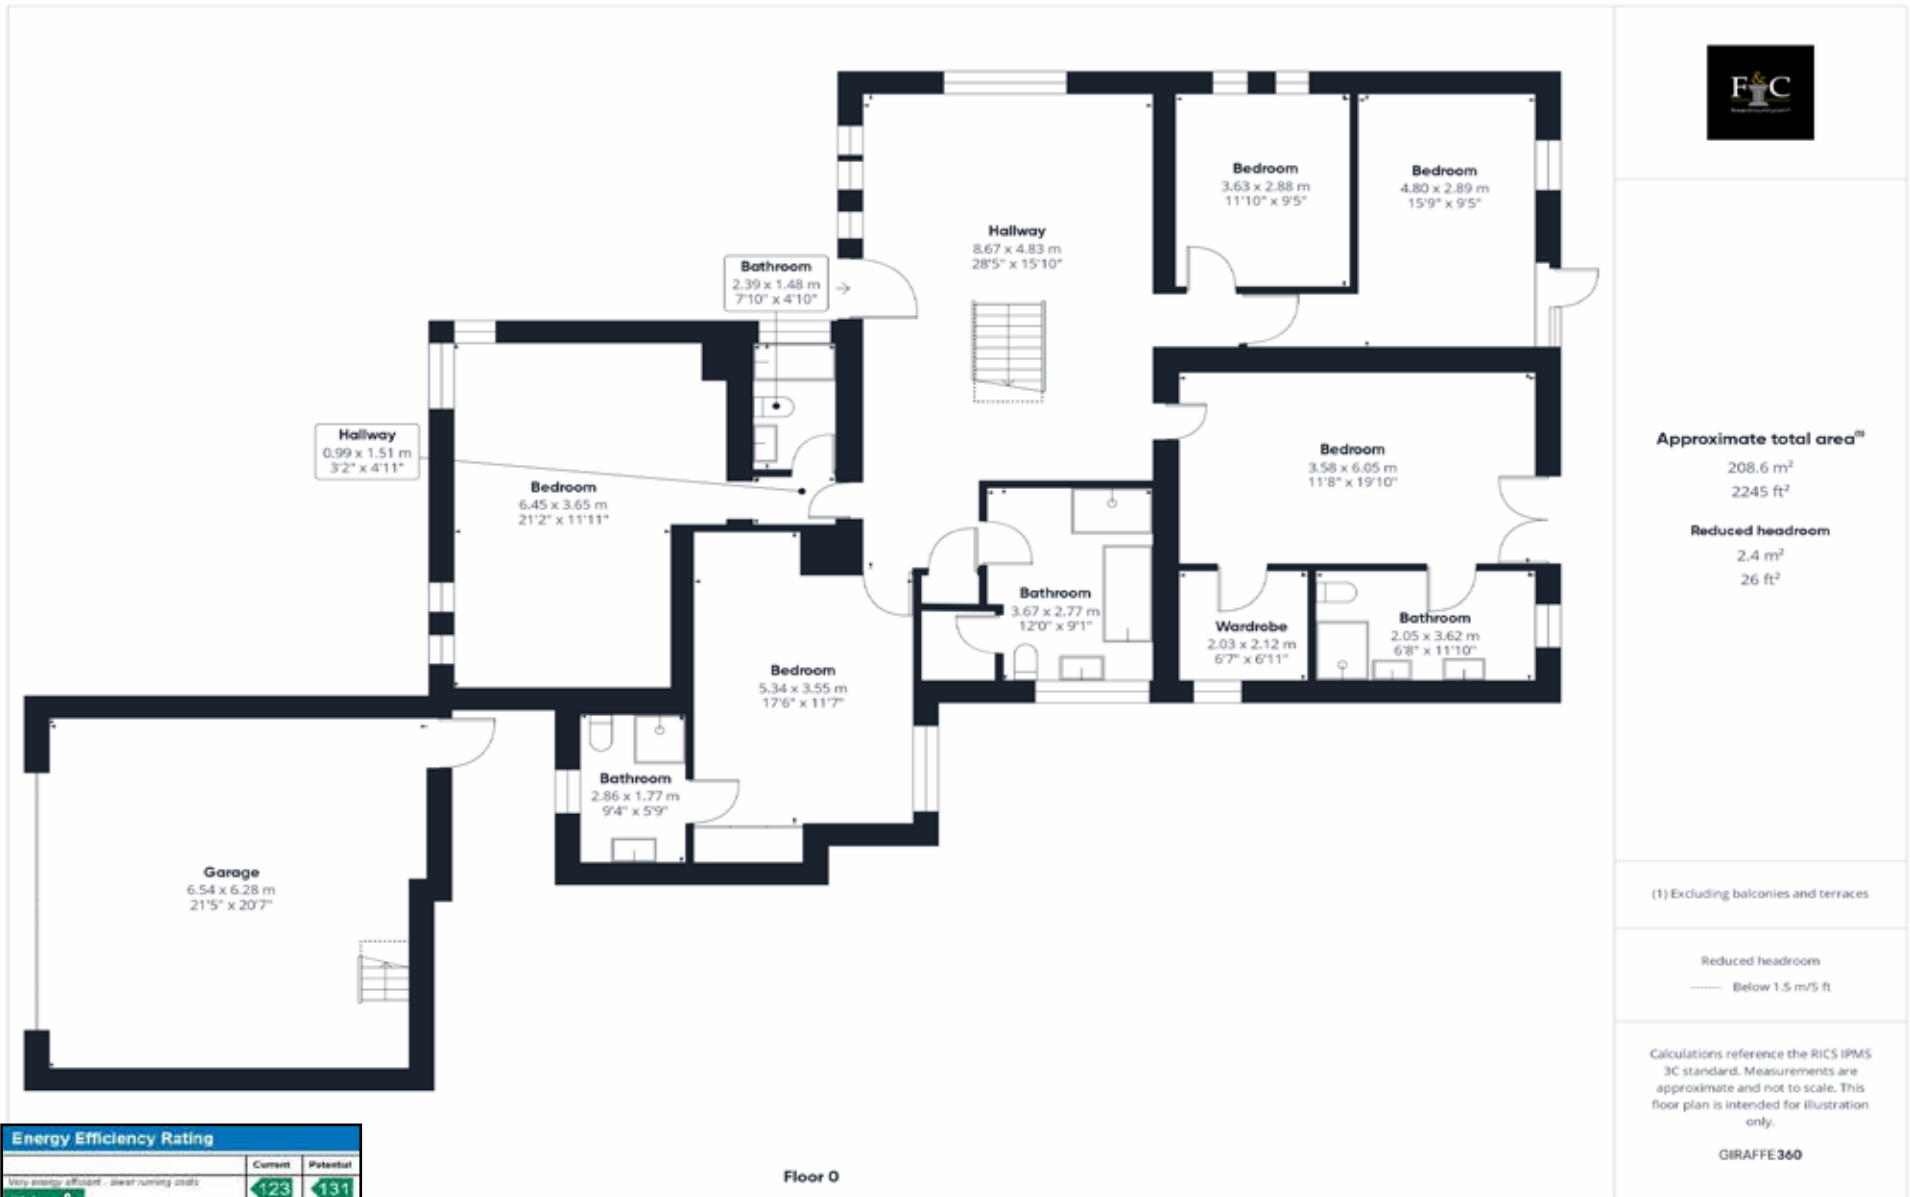 F&C
Bedroom
3.63 x 2.88 m
11'10" x 9'5"
Bedroom
4.80 x 2.89 m
15'9" x 9'5"
Hallway
8.67 x 4.83 m
28'5" x 15'10"
Bathroom
2.39 x 1.48 m
7'10" x 4'10"
Hallway
0.99 x 1.51 m
3'2" x 4'11"
Bedroom
6.45 x 3.65 m
21'2" x 11'11"
Bedroom
3.58 x 6.05 m
11'8" x 19'10"
Bathroom
3.67 x 2.77 m
12'0" x 9'1"
Wardrobe
2.03 x 2.12 m
6'7" x 6'11"
Bathroom
2.05 x 3.62 m
6'8" x 11'10"
Bedroom
5.34 x 3.55 m
17'6" x 11'7"
Bathroom
2.86 x 1.77 m
9'4" x 5'9"
Garage
6.54 x 6.28 m
21'5" x 20'7"
Floor 0
Approximate total area(1)
208.6 m²
2245 ft²
Reduced headroom
2.4 m²
26 ft²
(1) Excluding balconies and terraces
Reduced headroom
Below 1.5 m/5 ft
Calculations reference the RICS IPMS
3C standard. Measurements are
approximate and not to scale. This
floor plan is intended for illustration
only.
GIRAFFE360
Energy Efficiency Rating
Current Potential
Very energy efficient - lower running costs
123 131